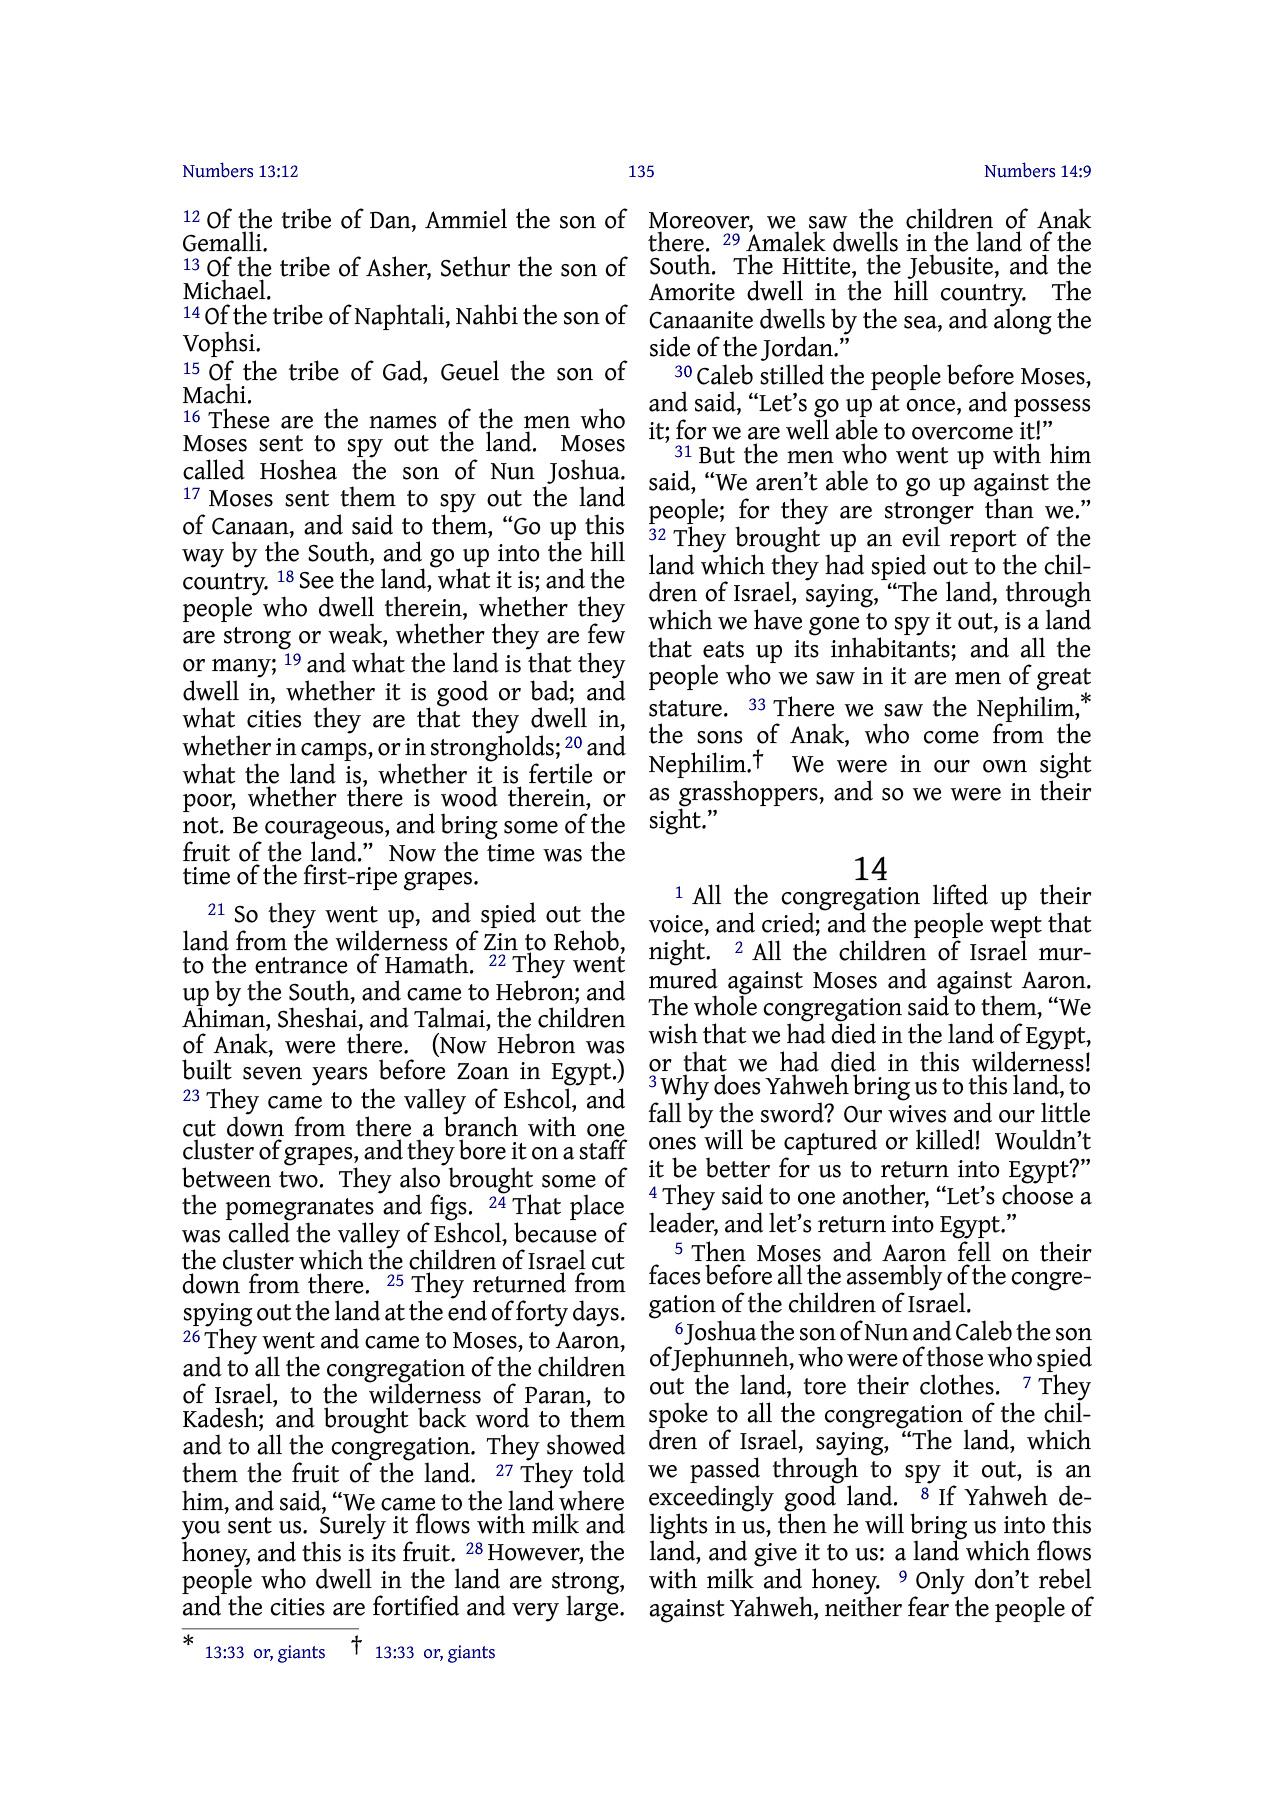 Numbers 13:12 135 Numbers 14:9
12 Of the tribe of Dan, Ammiel the son of
Gemalli.
13 Of the tribe of Asher, Sethur the son of
Michael.
14 Of the tribe of Naphtali, Nahbi the son of
Vophsi.
15 Of the tribe of Gad, Geuel the son of
Machi.
16 These are the names of the men who
Moses sent to spy out the land. Moses
called Hoshea the son of Nun Joshua.
17 Moses sent them to spy out the land
of Canaan, and said to them, “Go up this
way by the South, and go up into the hill
country. 18 See the land, what it is; and the
people who dwell therein, whether they
are strong or weak, whether they are few
or many; 19 and what the land is that they
dwell in, whether it is good or bad; and
what cities they are that they dwell in,
whether in camps, or in strongholds; 20 and
what the land is, whether it is fertile or
poor, whether there is wood therein, or
not. Be courageous, and bring some of the
fruit of the land.” Now the time was the
time of the first-ripe grapes.
21 So they went up, and spied out the
land from the wilderness of Zin to Rehob,
to the entrance of Hamath. 22 They went
up by the South, and came to Hebron; and
Ahiman, Sheshai, and Talmai, the children
of Anak, were there. (Now Hebron was
built seven years before Zoan in Egypt.)
23 They came to the valley of Eshcol, and
cut down from there a branch with one
cluster of grapes, and they bore it on a staff
between two. They also brought some of
the pomegranates and figs. 24 That place
was called the valley of Eshcol, because of
the cluster which the children of Israel cut
down from there. 25 They returned from
spying out the land at the end of forty days.
26 They went and came to Moses, to Aaron,
and to all the congregation of the children
of Israel, to the wilderness of Paran, to
Kadesh; and brought back word to them
and to all the congregation. They showed
them the fruit of the land. 27 They told
him, and said, “We came to the land where
you sent us. Surely it flows with milk and
honey, and this is its fruit. 28 However, the
people who dwell in the land are strong,
and the cities are fortified and very large.
Moreover, we saw the children of Anak
there. 29 Amalek dwells in the land of the
South. The Hittite, the Jebusite, and the
Amorite dwell in the hill country. The
Canaanite dwells by the sea, and along the
side of the Jordan.”
30 Caleb stilled the people before Moses,
and said, “Let’s go up at once, and possess
it; for we are well able to overcome it!”
31 But the men who went up with him
said, “We aren’t able to go up against the
people; for they are stronger than we.”
32 They brought up an evil report of the
land which they had spied out to the chil-
dren of Israel, saying, “The land, through
which we have gone to spy it out, is a land
that eats up its inhabitants; and all the
people who we saw in it are men of great
stature. 33 There we saw the Nephilim,*
the sons of Anak, who come from the
Nephilim.† We were in our own sight
as grasshoppers, and so we were in their
sight.”
14
1 All the congregation lifted up their
voice, and cried; and the people wept that
night. 2 All the children of Israel mur-
mured against Moses and against Aaron.
The whole congregation said to them, “We
wish that we had died in the land of Egypt,
or that we had died in this wilderness!
3 Why does Yahweh bring us to this land, to
fall by the sword? Our wives and our little
ones will be captured or killed! Wouldn’t
it be better for us to return into Egypt?”
4 They said to one another, “Let’s choose a
leader, and let’s return into Egypt.”
5 Then Moses and Aaron fell on their
faces before all the assembly of the congre-
gation of the children of Israel.
6 Joshua the son of Nun and Caleb the son
of Jephunneh, who were of those who spied
out the land, tore their clothes. 7 They
spoke to all the congregation of the chil-
dren of Israel, saying, “The land, which
we passed through to spy it out, is an
exceedingly good land. 8 If Yahweh de-
lights in us, then he will bring us into this
land, and give it to us: a land which flows
with milk and honey. 9 Only don’t rebel
against Yahweh, neither fear the people of
* 13:33 or, giants † 13:33 or, giants